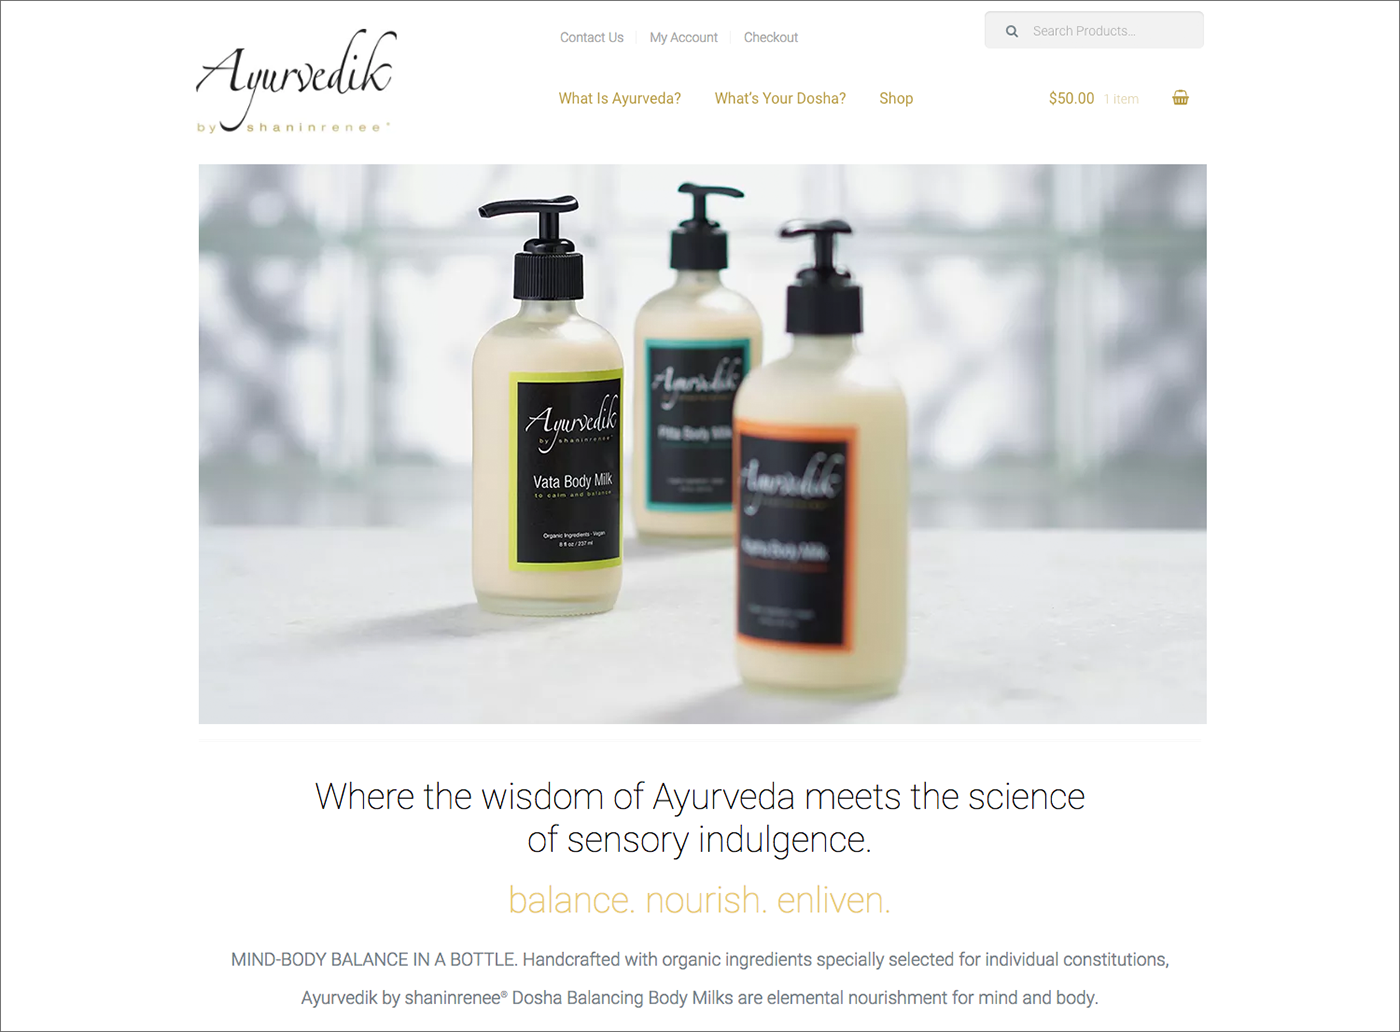 Ayurvedik
by shaninrenee®
Contact Us
My Account
Checkout
Search Products...
What Is Ayurveda?
What's Your Dosha?
Shop
$50.00 1 item
Ayurvedik
by shaninrenee
Vata Body Milk
to calm and balance
Organic Ingredients - Vegan
8 fl oz / 237 ml
Ayurvedik
Pitta Body Milk
Ayurvedik
Body Milk
Where the wisdom of Ayurveda meets the science
of sensory indulgence.
balance. nourish. enliven.
MIND-BODY BALANCE IN A BOTTLE. Handcrafted with organic ingredients specially selected for individual constitutions,
Ayurvedik by shaninrenee® Dosha Balancing Body Milks are elemental nourishment for mind and body.